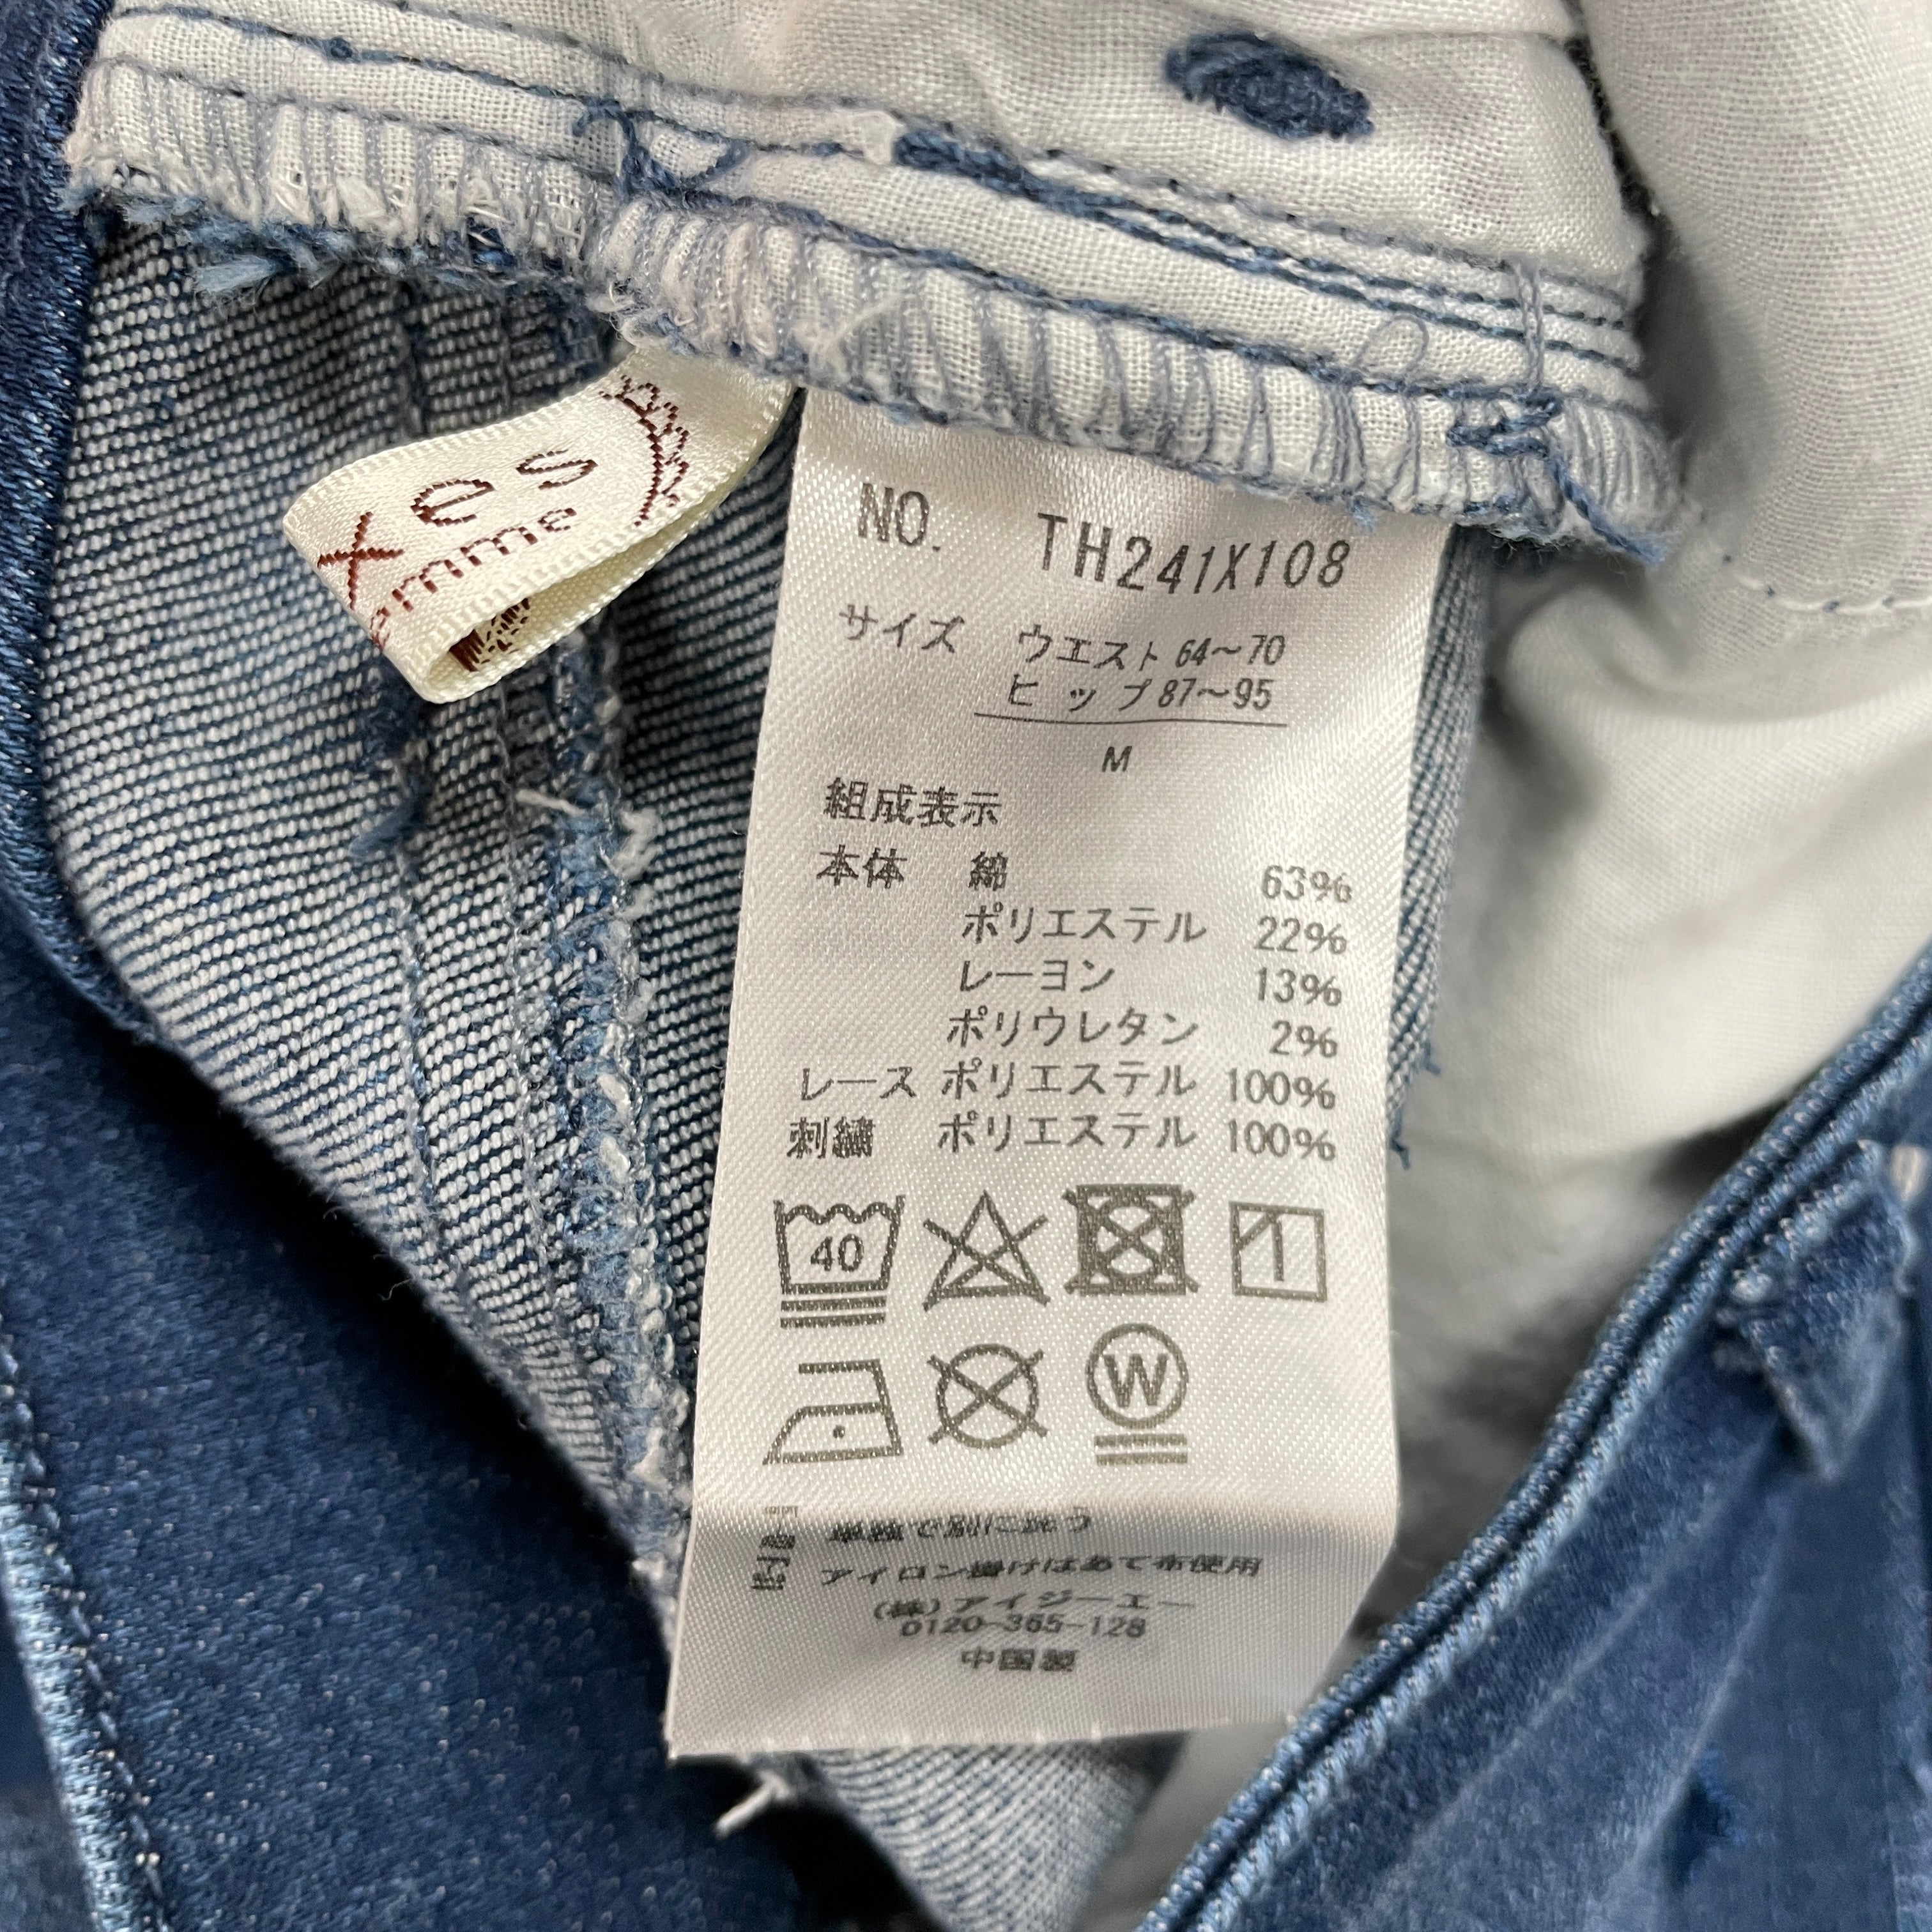 xes
femme
NO. TH241X108
サイズ ウエスト 64～70
ヒップ 87～95
M
組成表示
本体 綿 63%
ポリエステル 22%
レーヨン 13%
ポリウレタン 2%
レース ポリエステル 100%
刺繍 ポリエステル 100%
40
W
単独で別に洗う
アイロン掛けはあて布使用
(株)アイジーエー
0120-365-128
中国製